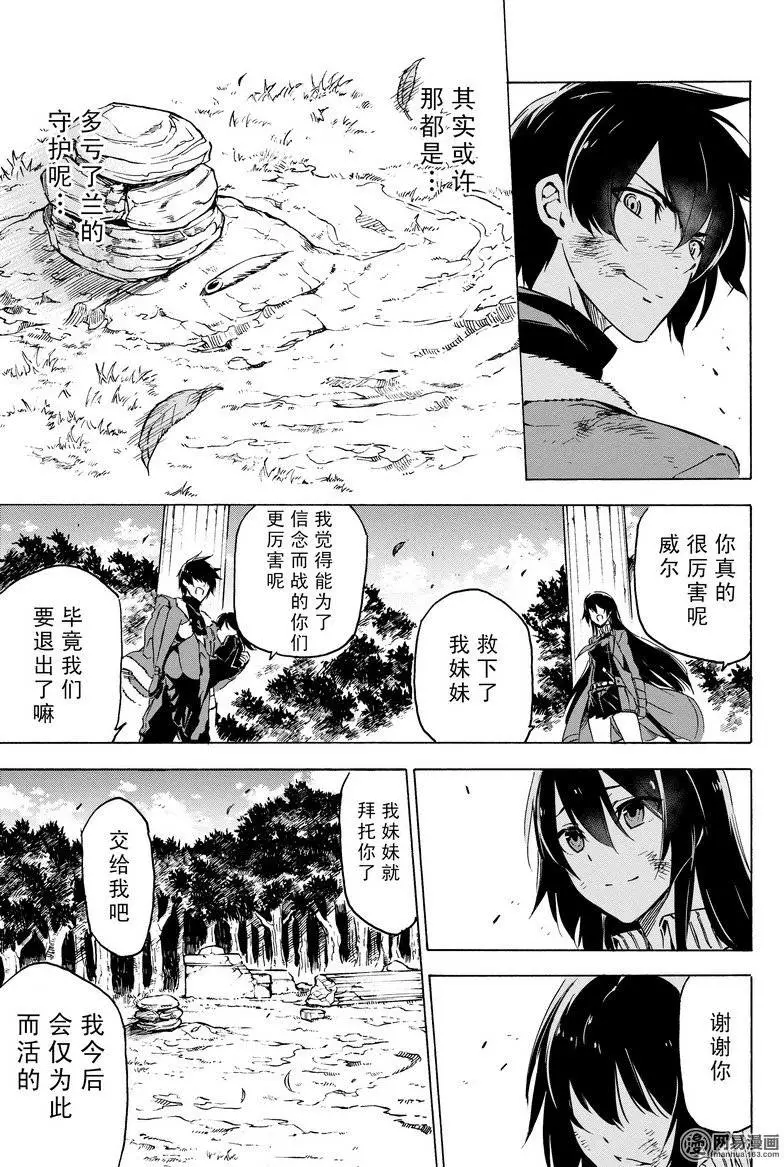 其实或许
那都是…
多亏了兰的
守护呢…
你真的
很厉害呢
威尔
救下了
我妹妹
我觉得能为了
信念而战的你们
更厉害呢
毕竟我们
要退出了嘛
我妹妹就
拜托你了
交给我吧
我今后
会仅为此
而活的
谢谢你
网易漫画
manhua.163.com